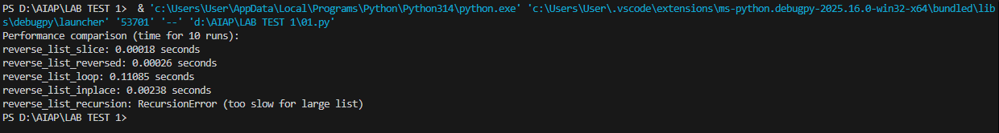 PS D:\AIAP\LAB TEST 1>  & 'c:\Users\User\AppData\Local\Programs\Python\Python314\python.exe' 'c:\Users\User\.vscode\extensions\ms-python.debugpy-2025.16.0-win32-x64\bundled\lib
s\debugpy\launcher' '53701' '--' 'd:\AIAP\LAB TEST 1\01.py'
Performance comparison (time for 10 runs):
reverse_list_slice: 0.00018 seconds
reverse_list_reversed: 0.00026 seconds
reverse_list_loop: 0.11085 seconds
reverse_list_inplace: 0.00238 seconds
reverse_list_recursion: RecursionError (too slow for large list)
PS D:\AIAP\LAB TEST 1>